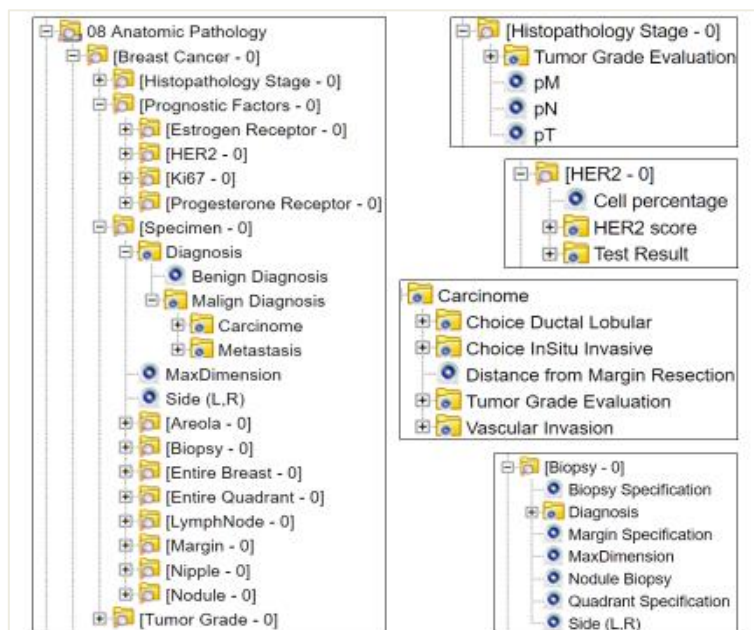 08 Anatomic Pathology
[Breast Cancer - 0]
[Histopathology Stage - 0]
[Prognostic Factors - 0]
[Estrogen Receptor - 0]
[HER2 - 0]
[Ki67 - 0]
[Progesterone Receptor - 0]
[Specimen - 0]
Diagnosis
Benign Diagnosis
Malign Diagnosis
Carcinome
Metastasis
MaxDimension
Side (L,R)
[Areola - 0]
[Biopsy - 0]
[Entire Breast - 0]
[Entire Quadrant - 0]
[LymphNode - 0]
[Margin - 0]
[Nipple - 0]
[Nodule - 0]
[Tumor Grade - 0]
[Histopathology Stage - 0]
Tumor Grade Evaluation
pM
pN
pT
[HER2 - 0]
Cell percentage
HER2 score
Test Result
Carcinome
Choice Ductal Lobular
Choice InSitu Invasive
Distance from Margin Resection
Tumor Grade Evaluation
Vascular Invasion
[Biopsy - 0]
Biopsy Specification
Diagnosis
Margin Specification
MaxDimension
Nodule Biopsy
Quadrant Specification
Side (L,R)